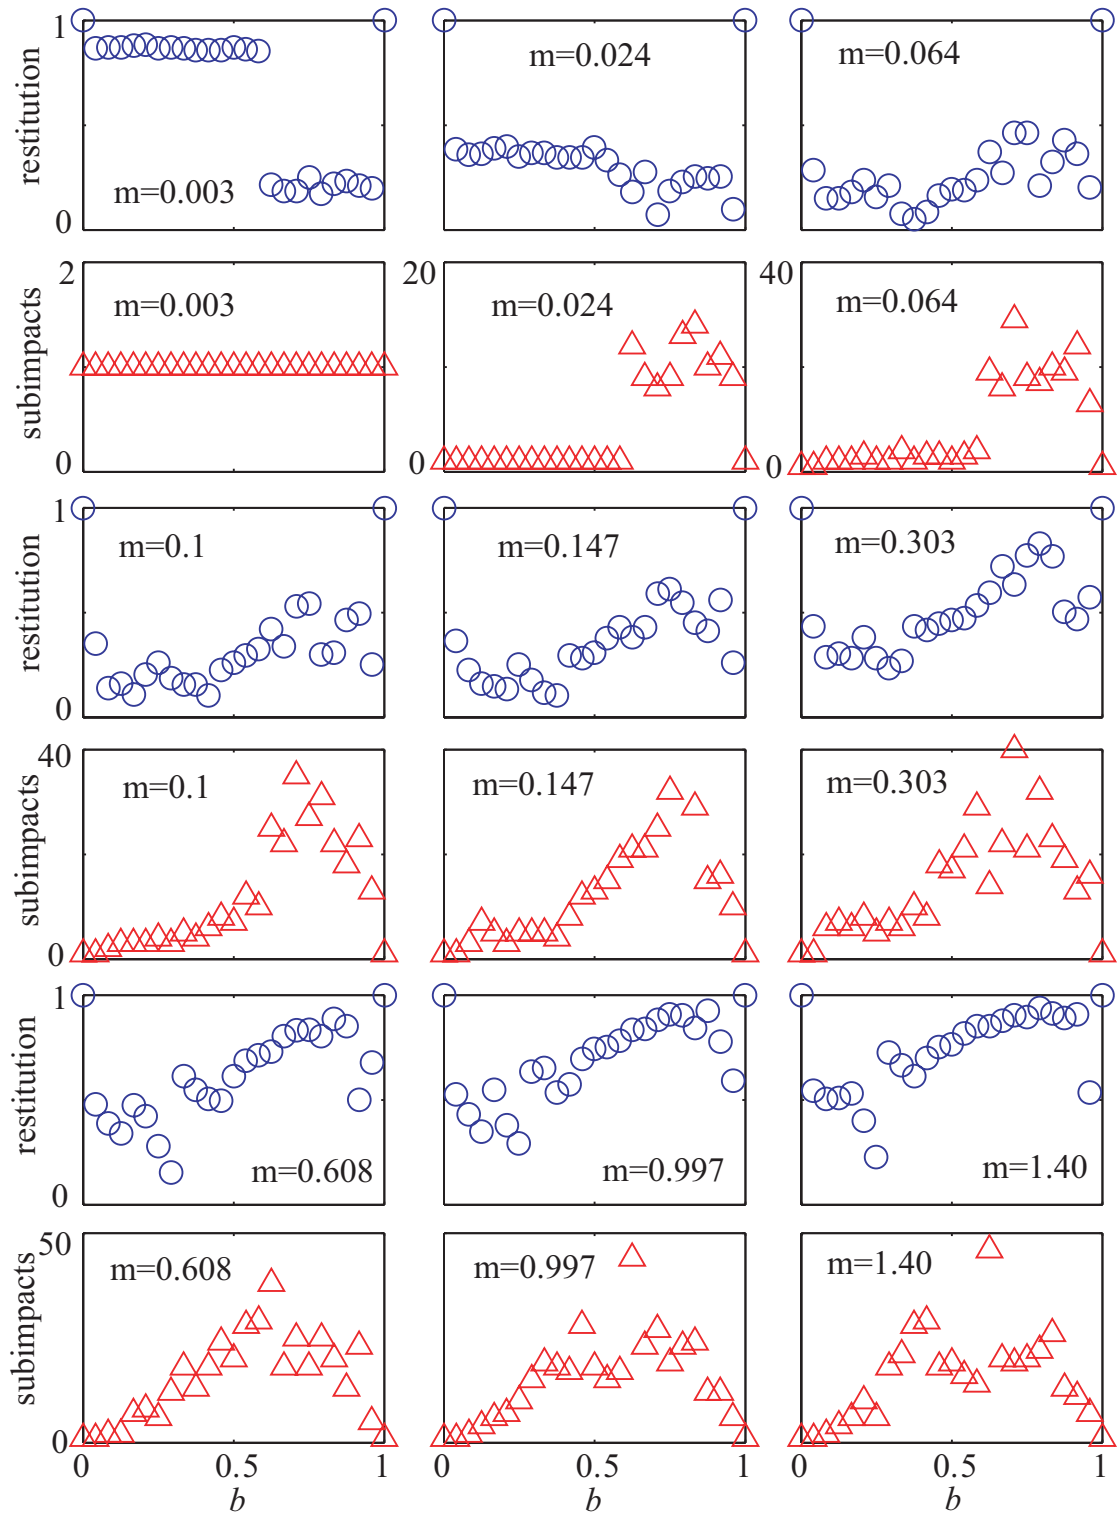 restitution
1
0
m=0.003
m=0.024
m=0.064
subimpacts
2
0
m=0.003
20
0
m=0.024
40
0
m=0.064
restitution
1
0
m=0.1
m=0.147
m=0.303
subimpacts
40
0
m=0.1
m=0.147
m=0.303
restitution
1
0
m=0.608
m=0.997
m=1.40
subimpacts
50
0
m=0.608
m=0.997
m=1.40
0 0.5 1
0 0.5 1
0 0.5 1
b
b
b